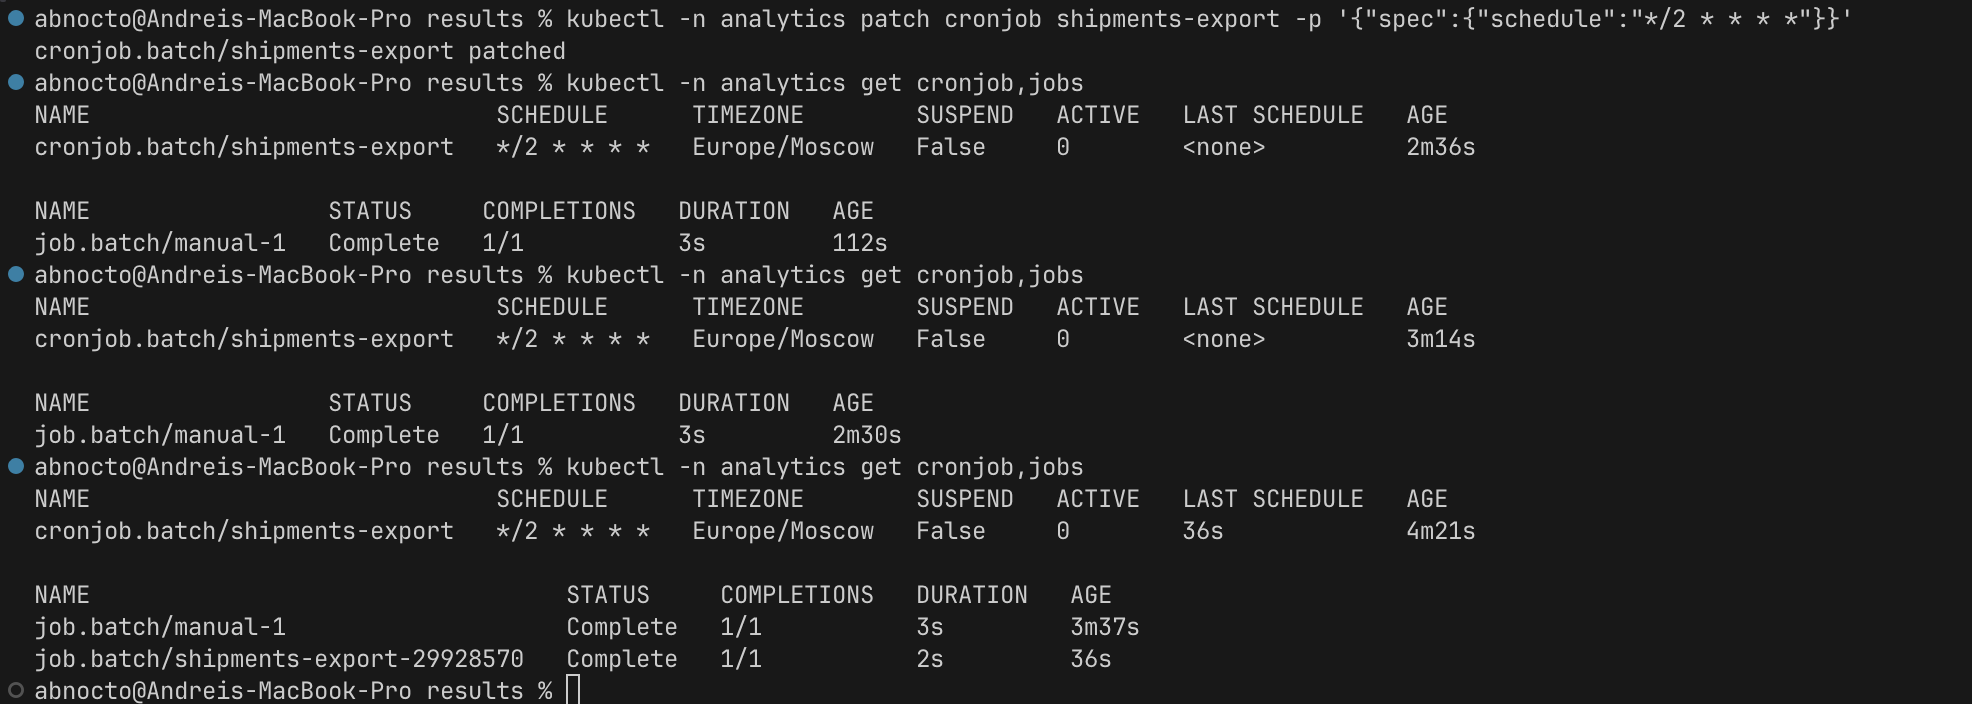 abnocto@Andreis-MacBook-Pro results % kubectl -n analytics patch cronjob shipments-export -p '{"spec":{"schedule":"*/2 * * * *"}}'
cronjob.batch/shipments-export patched
abnocto@Andreis-MacBook-Pro results % kubectl -n analytics get cronjob,jobs
NAME                             SCHEDULE      TIMEZONE        SUSPEND   ACTIVE   LAST SCHEDULE   AGE
cronjob.batch/shipments-export   */2 * * * *   Europe/Moscow   False     0        <none>          2m36s

NAME                 STATUS     COMPLETIONS   DURATION   AGE
job.batch/manual-1   Complete   1/1           3s         112s
abnocto@Andreis-MacBook-Pro results % kubectl -n analytics get cronjob,jobs
NAME                             SCHEDULE      TIMEZONE        SUSPEND   ACTIVE   LAST SCHEDULE   AGE
cronjob.batch/shipments-export   */2 * * * *   Europe/Moscow   False     0        <none>          3m14s

NAME                 STATUS     COMPLETIONS   DURATION   AGE
job.batch/manual-1   Complete   1/1           3s         2m30s
abnocto@Andreis-MacBook-Pro results % kubectl -n analytics get cronjob,jobs
NAME                             SCHEDULE      TIMEZONE        SUSPEND   ACTIVE   LAST SCHEDULE   AGE
cronjob.batch/shipments-export   */2 * * * *   Europe/Moscow   False     0        36s             4m21s

NAME                                  STATUS     COMPLETIONS   DURATION   AGE
job.batch/manual-1                    Complete   1/1           3s         3m37s
job.batch/shipments-export-29928570   Complete   1/1           2s         36s
abnocto@Andreis-MacBook-Pro results %